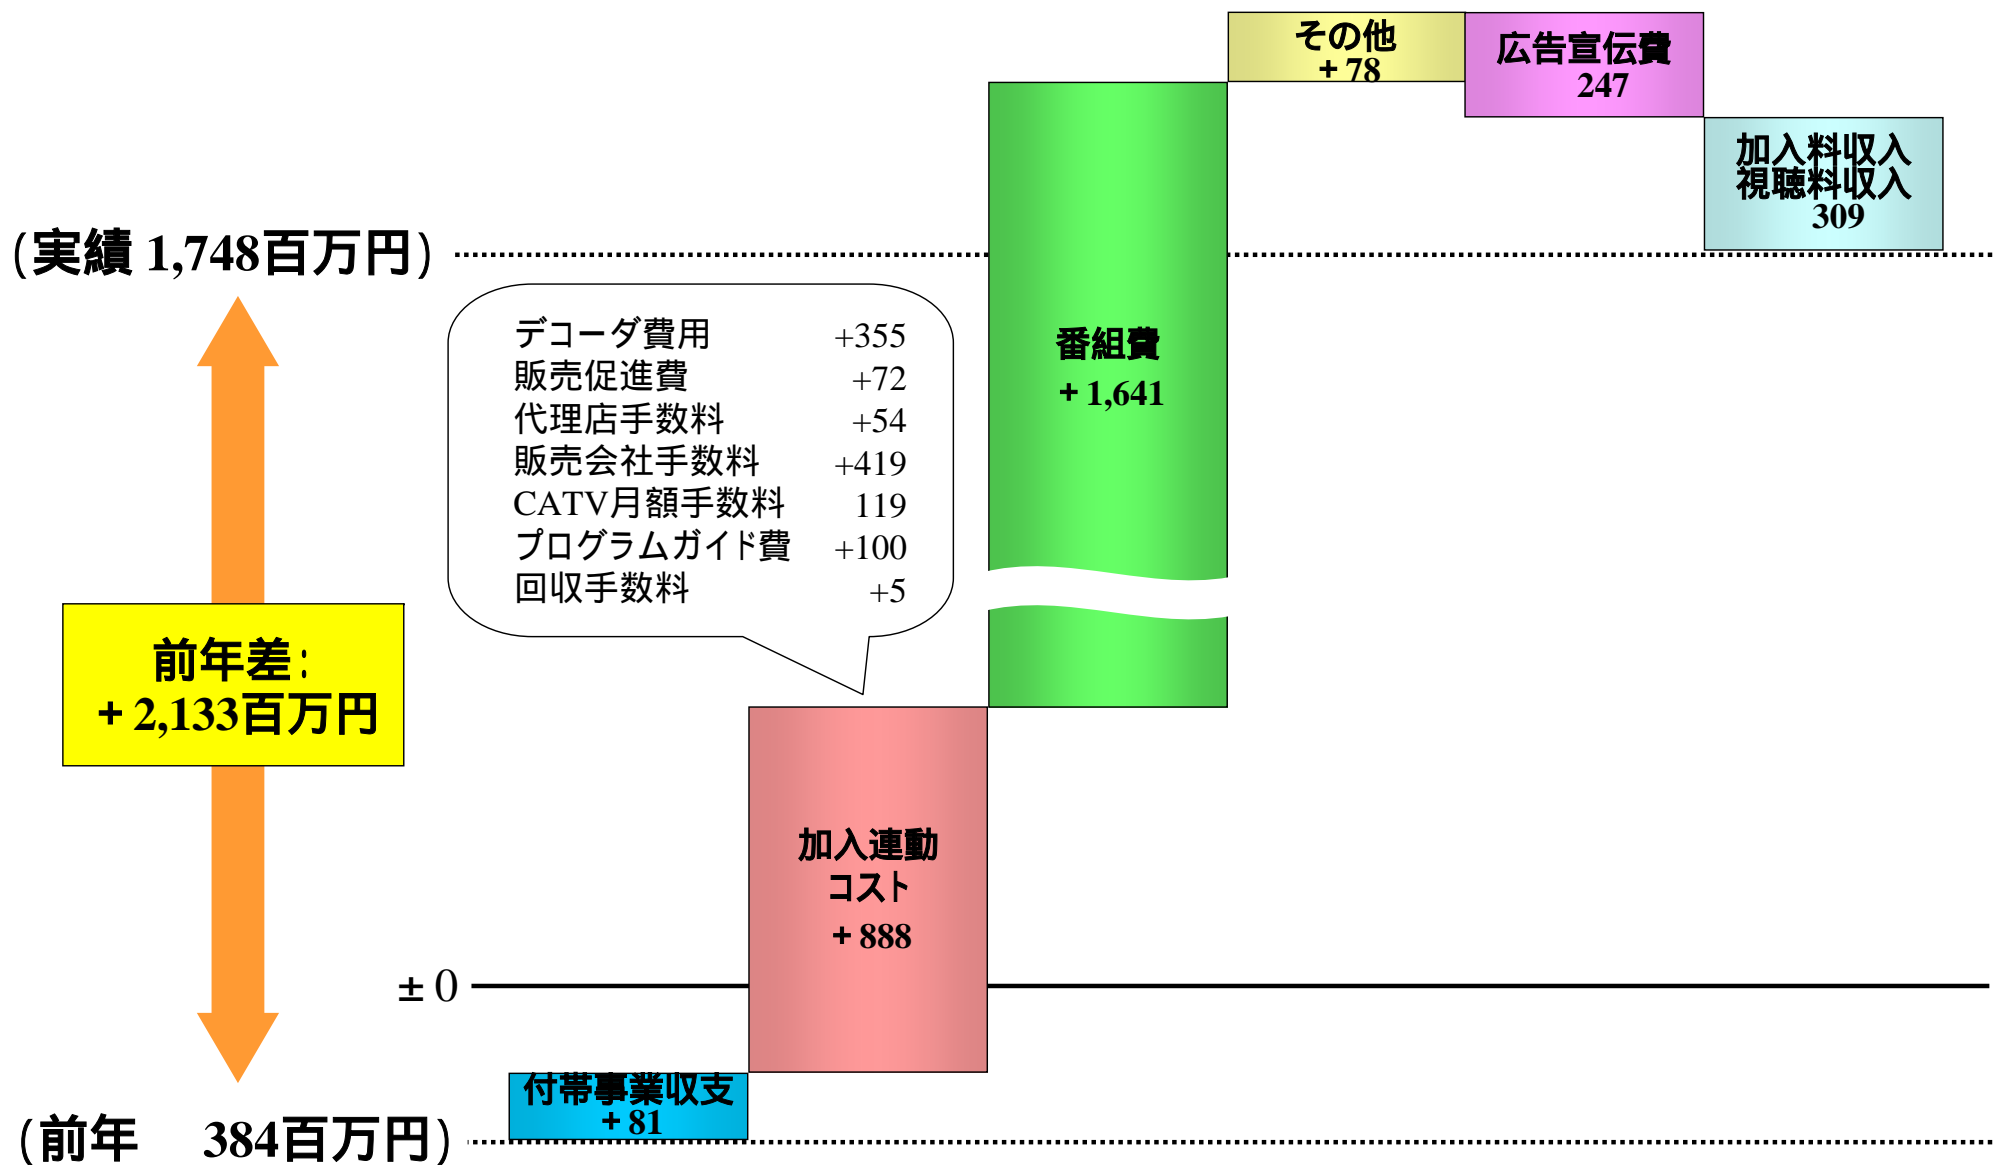 その他
+ 78
広告宣伝費
247
加入料収入
視聴料収入
309
(実績 1,748百万円)
デコーダ費用 +355
販売促進費 +72
代理店手数料 +54
販売会社手数料 +419
CATV月額手数料 119
プログラムガイド費 +100
回収手数料 +5
番組費
+ 1,641
前年差:
+ 2,133百万円
加入連動
コスト
+ 888
± 0
付帯事業収支
+ 81
(前年 384百万円)